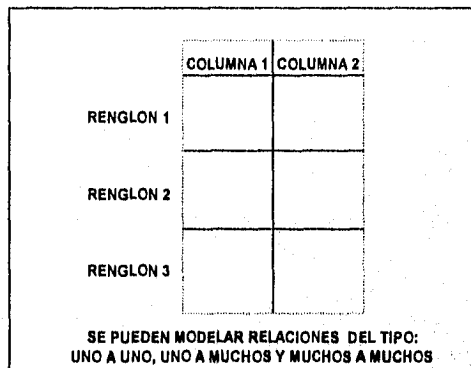 COLUMNA 1 COLUMNA 2
RENGLON 1
RENGLON 2
RENGLON 3
SE PUEDEN MODELAR RELACIONES DEL TIPO:
UNO A UNO, UNO A MUCHOS Y MUCHOS A MUCHOS